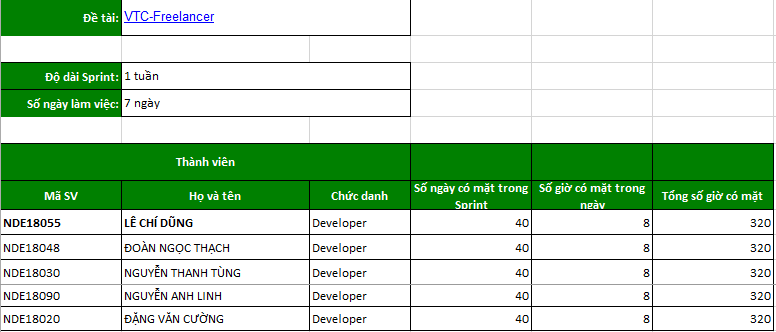 Đề tài: VTC-Freelancer
Độ dài Sprint: 1 tuần
Số ngày làm việc: 7 ngày
Thành viên
Mã SV Họ và tên Chức danh Số ngày có mặt trong Sprint Số giờ có mặt trong ngày Tổng số giờ có mặt
NDE18055 LÊ CHÍ DŨNG Developer 40 8 320
NDE18048 ĐOÀN NGỌC THẠCH Developer 40 8 320
NDE18030 NGUYỄN THANH TÙNG Developer 40 8 320
NDE18090 NGUYỄN ANH LINH Developer 40 8 320
NDE18020 ĐẶNG VĂN CƯỜNG Developer 40 8 320